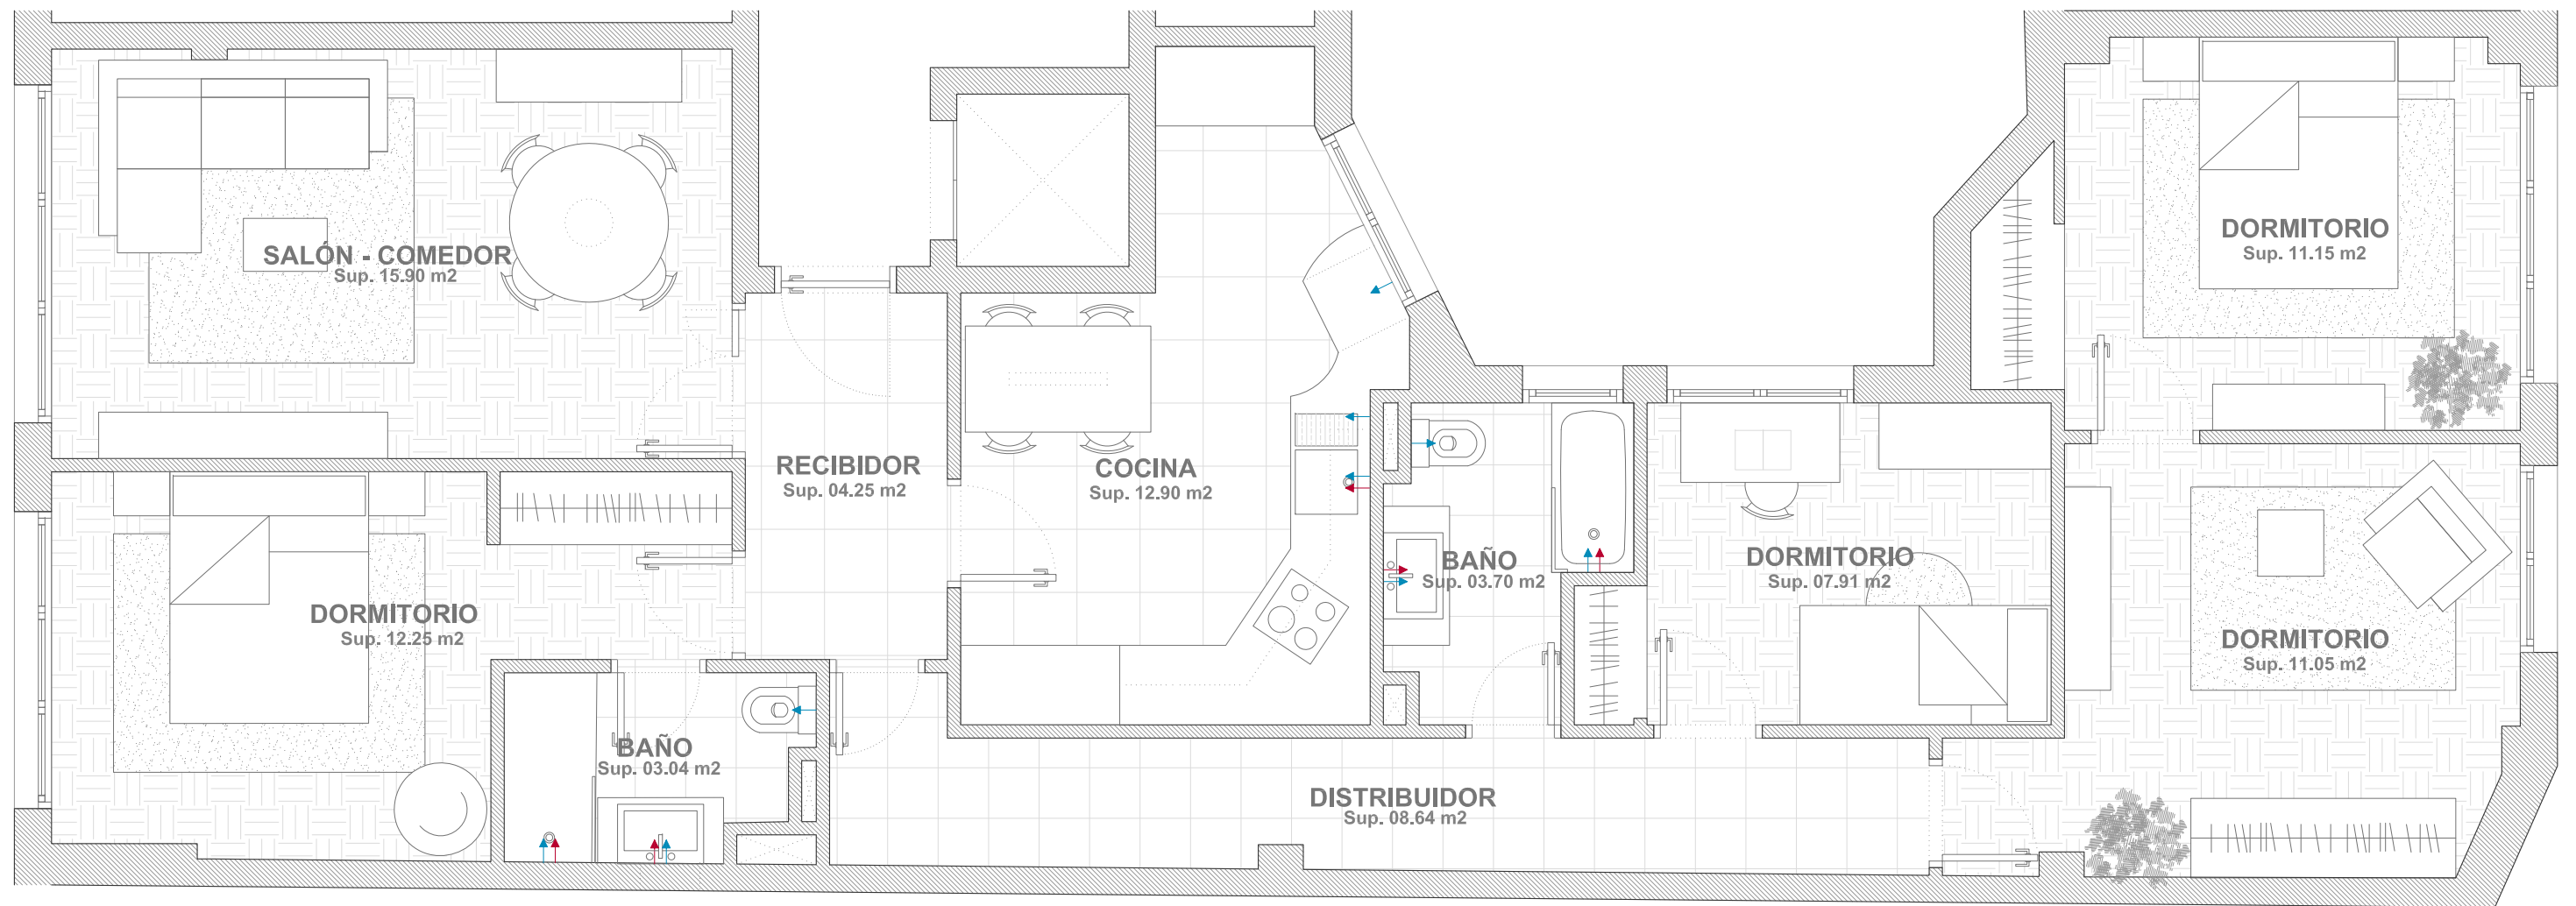 SALÓN - COMEDOR
Sup. 15.90 m2
DORMITORIO
Sup. 11.15 m2
RECIBIDOR
Sup. 04.25 m2
COCINA
Sup. 12.90 m2
BAÑO
Sup. 03.70 m2
DORMITORIO
Sup. 07.91 m2
DORMITORIO
Sup. 12.25 m2
DORMITORIO
Sup. 11.05 m2
BAÑO
Sup. 03.04 m2
DISTRIBUIDOR
Sup. 08.64 m2